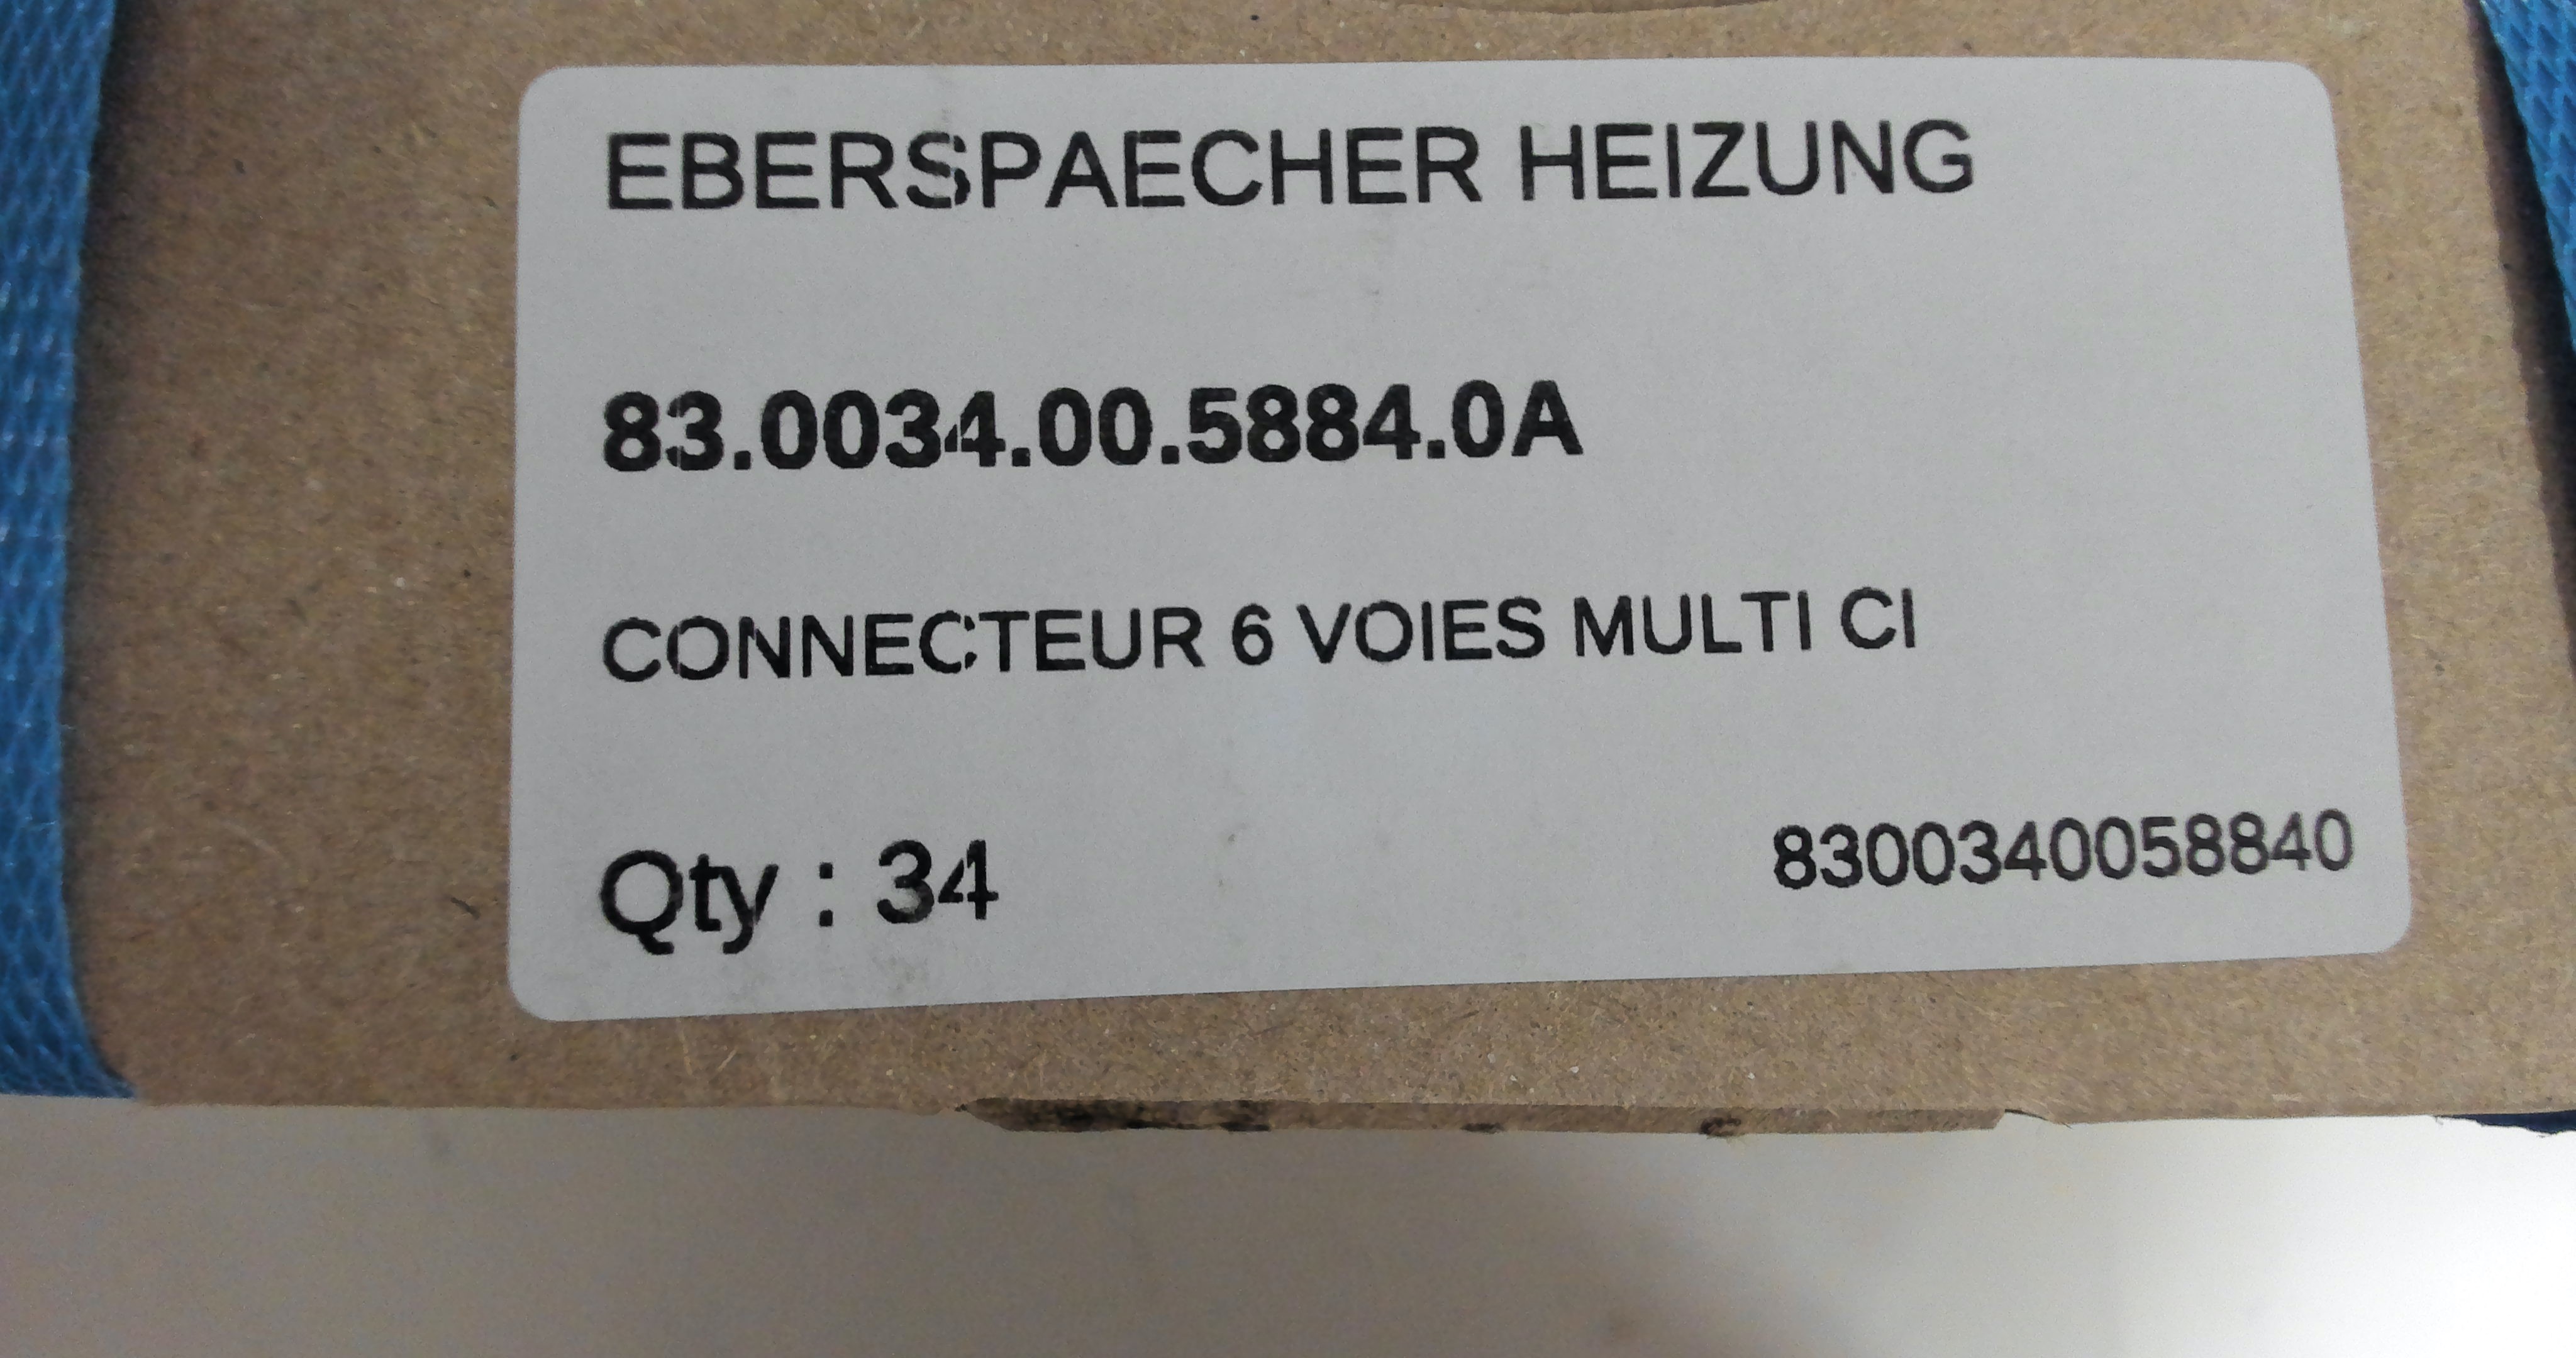 EBERSPAECHER HEIZUNG
83.0034.00.5884.0A
CONNECTEUR 6 VOIES MULTI CI
Qty : 34
8300340058840